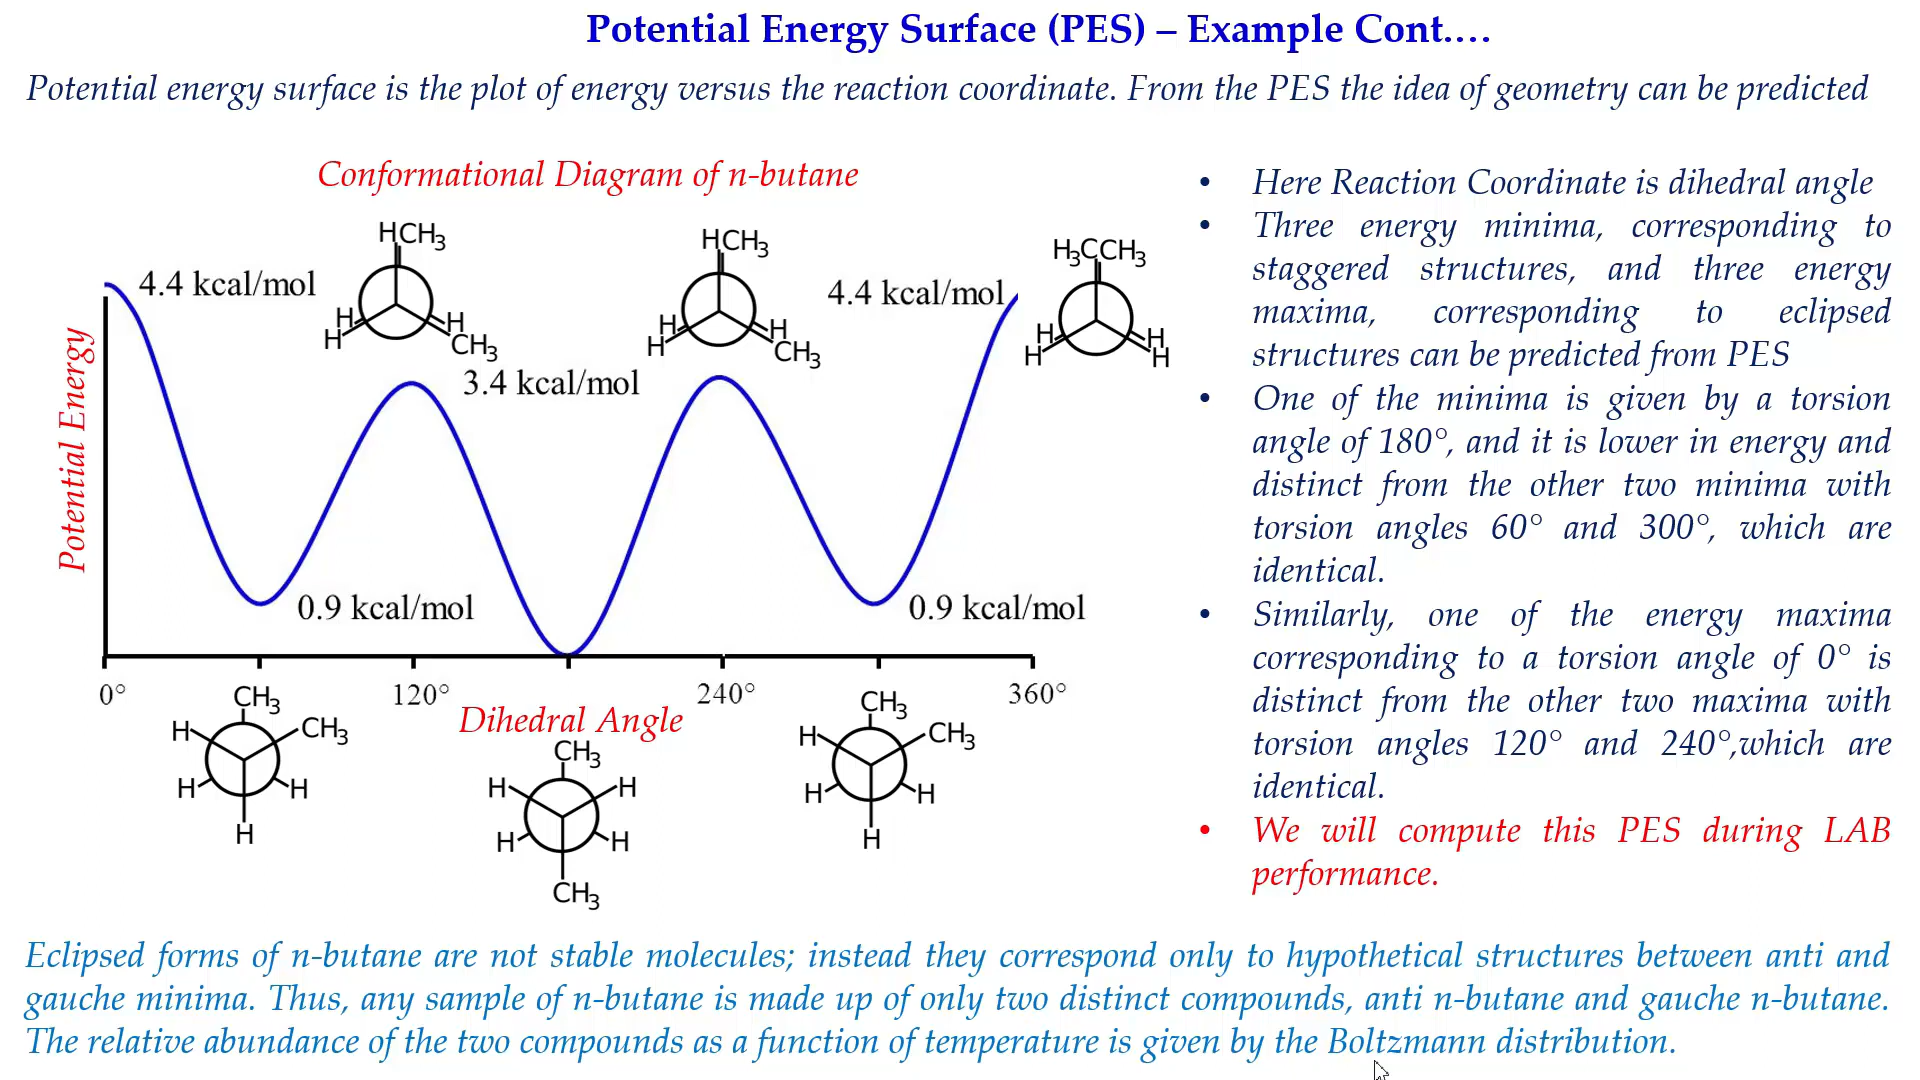 Potential Energy Surface (PES) – Example Cont.…
Potential energy surface is the plot of energy versus the reaction coordinate. From the PES the idea of geometry can be predicted
Conformational Diagram of n-butane
HCH3
HCH3
H3CCH3
4.4 kcal/mol
4.4 kcal/mol
H H
H CH3
H H
H CH3
H H
H H
3.4 kcal/mol
Potential Energy
0.9 kcal/mol
0.9 kcal/mol
0° 120° 240° 360°
Dihedral Angle
CH3
H CH3
H H
H
CH3
H H
H H
CH3
CH3
H CH3
H H
H
• Here Reaction Coordinate is dihedral angle
• Three energy minima, corresponding to
staggered structures, and three energy
maxima, corresponding to eclipsed
structures can be predicted from PES
• One of the minima is given by a torsion
angle of 180°, and it is lower in energy and
distinct from the other two minima with
torsion angles 60° and 300°, which are
identical.
• Similarly, one of the energy maxima
corresponding to a torsion angle of 0° is
distinct from the other two maxima with
torsion angles 120° and 240°,which are
identical.
• We will compute this PES during LAB
performance.
Eclipsed forms of n-butane are not stable molecules; instead they correspond only to hypothetical structures between anti and
gauche minima. Thus, any sample of n-butane is made up of only two distinct compounds, anti n-butane and gauche n-butane.
The relative abundance of the two compounds as a function of temperature is given by the Boltzmann distribution.